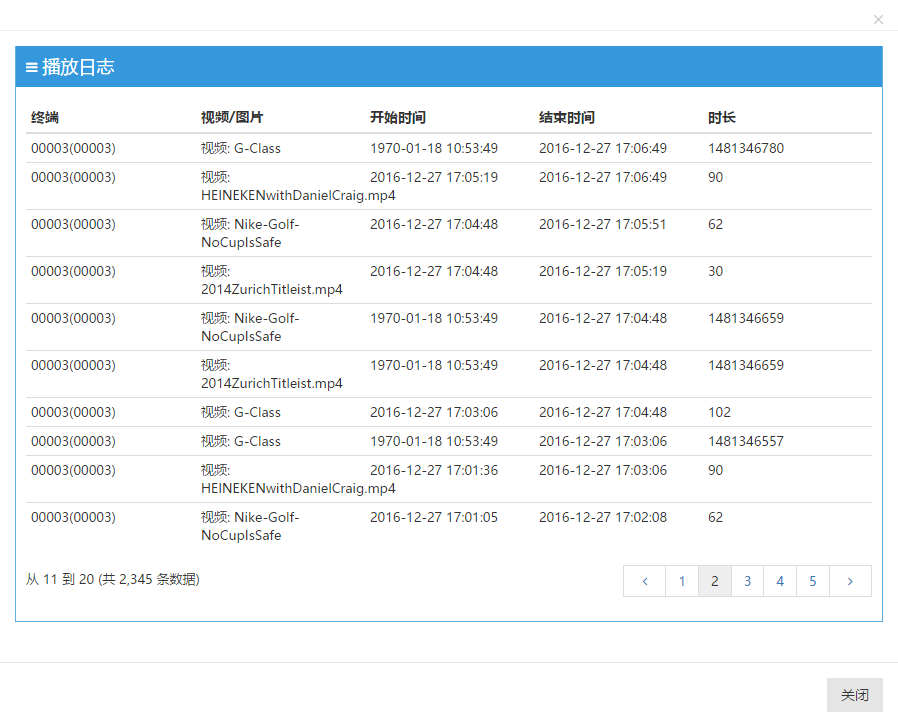 ×
播放日志
终端 视频/图片 开始时间 结束时间 时长
00003(00003) 视频: G-Class 1970-01-18 10:53:49 2016-12-27 17:06:49 1481346780
00003(00003) 视频: 2016-12-27 17:05:19 2016-12-27 17:06:49 90
HEINEKENwithDanielCraig.mp4
00003(00003) 视频: Nike-Golf- 2016-12-27 17:04:48 2016-12-27 17:05:51 62
NoCupIsSafe
00003(00003) 视频: 2016-12-27 17:04:48 2016-12-27 17:05:19 30
2014ZurichTitleist.mp4
00003(00003) 视频: Nike-Golf- 1970-01-18 10:53:49 2016-12-27 17:04:48 1481346659
NoCupIsSafe
00003(00003) 视频: 1970-01-18 10:53:49 2016-12-27 17:04:48 1481346659
2014ZurichTitleist.mp4
00003(00003) 视频: G-Class 2016-12-27 17:03:06 2016-12-27 17:04:48 102
00003(00003) 视频: G-Class 1970-01-18 10:53:49 2016-12-27 17:03:06 1481346557
00003(00003) 视频: 2016-12-27 17:01:36 2016-12-27 17:03:06 90
HEINEKENwithDanielCraig.mp4
00003(00003) 视频: Nike-Golf- 2016-12-27 17:01:05 2016-12-27 17:02:08 62
NoCupIsSafe
从 11 到 20 (共 2,345 条数据) ‹ 1 2 3 4 5 ›
关闭